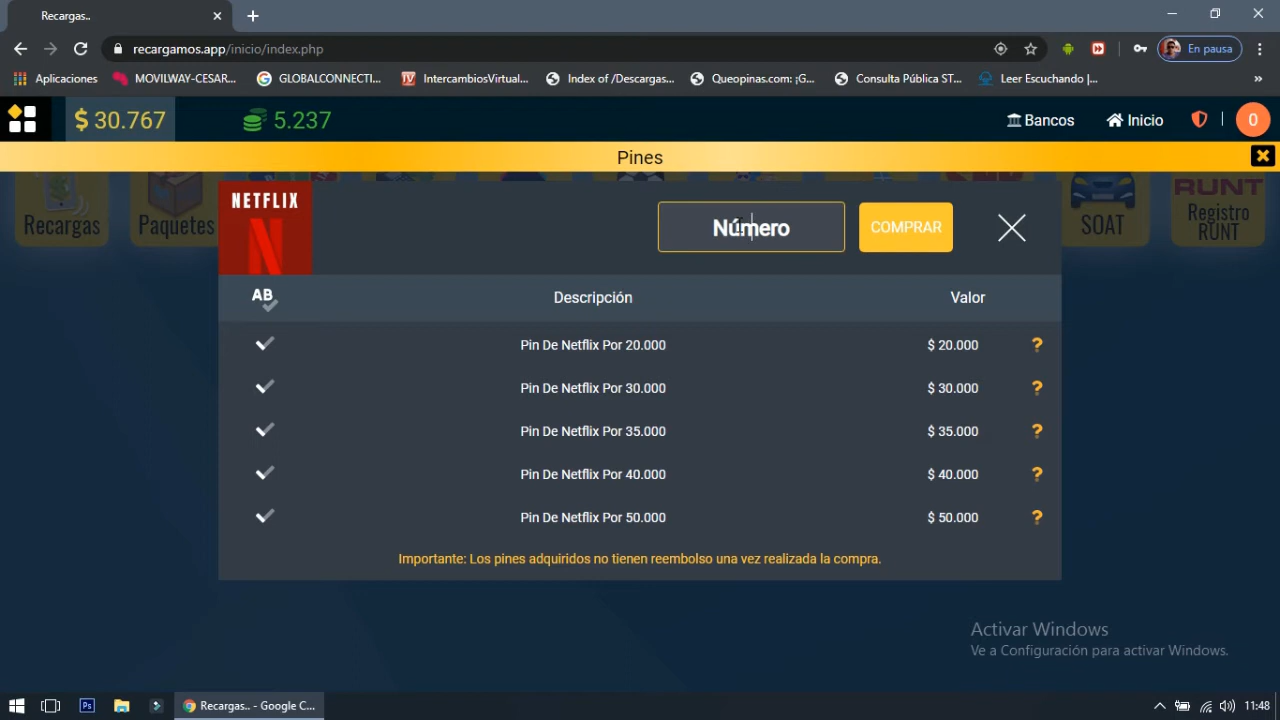 Recargas..
recargamos.app/inicio/index.php
En pausa
Aplicaciones
MOVILWAY-CESAR...
GLOBALCONNECTI...
IntercambiosVirtual...
Index of /Descargas...
Queopinas.com: ¡G...
Consulta Pública ST...
Leer Escuchando |...
»
$ 30.767
5.237
Bancos
Inicio
0
Pines
Recargas
Paquetes
SOAT
RUNT
Registro
RUNT
NETFLIX
N
Número
COMPRAR
AB
Descripción
Valor
Pin De Netflix Por 20.000
$ 20.000
?
Pin De Netflix Por 30.000
$ 30.000
?
Pin De Netflix Por 35.000
$ 35.000
?
Pin De Netflix Por 40.000
$ 40.000
?
Pin De Netflix Por 50.000
$ 50.000
?
Importante: Los pines adquiridos no tienen reembolso una vez realizada la compra.
Activar Windows
Ve a Configuración para activar Windows.
Ps
Recargas.. - Google C...
11:48